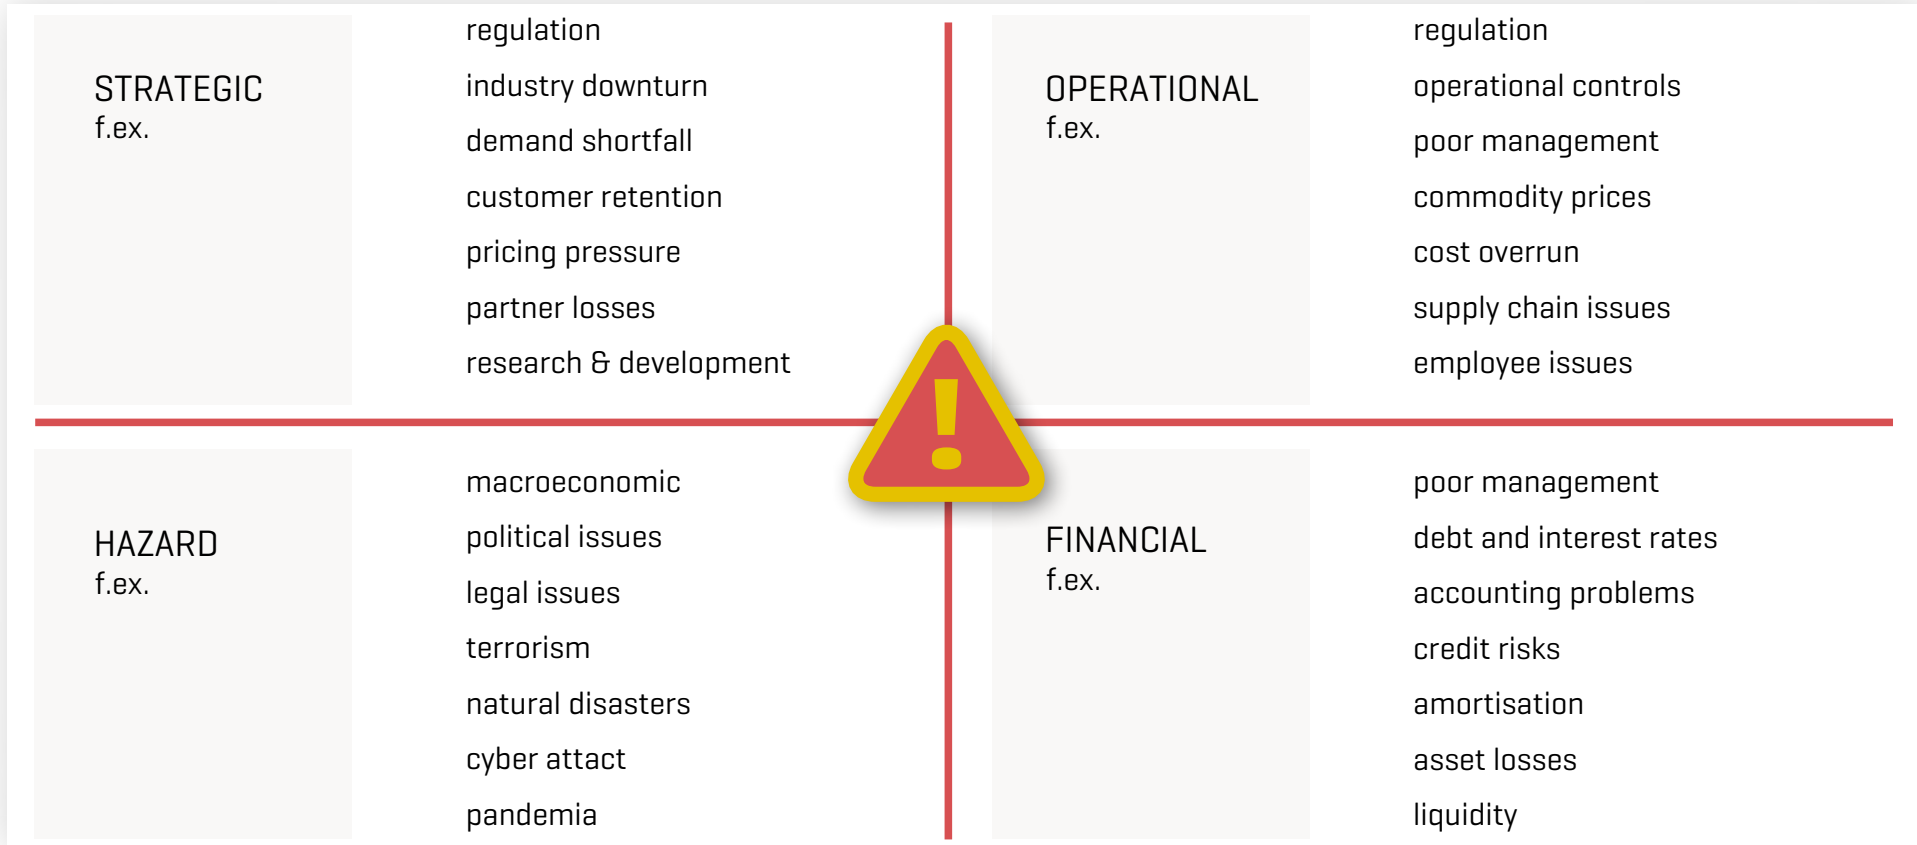 STRATEGIC
f.ex.
regulation
industry downturn
demand shortfall
customer retention
pricing pressure
partner losses
research & development
OPERATIONAL
f.ex.
regulation
operational controls
poor management
commodity prices
cost overrun
supply chain issues
employee issues
!
HAZARD
f.ex.
macroeconomic
political issues
legal issues
terrorism
natural disasters
cyber attact
pandemia
FINANCIAL
f.ex.
poor management
debt and interest rates
accounting problems
credit risks
amortisation
asset losses
liquidity